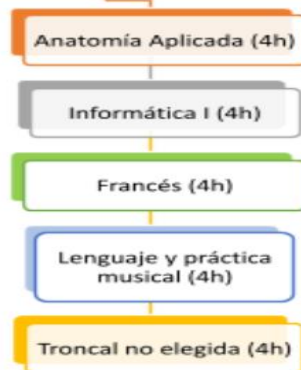 Anatomía Aplicada (4h)
Informática I (4h)
Francés (4h)
Lenguaje y práctica
musical (4h)
Troncal no elegida (4h)